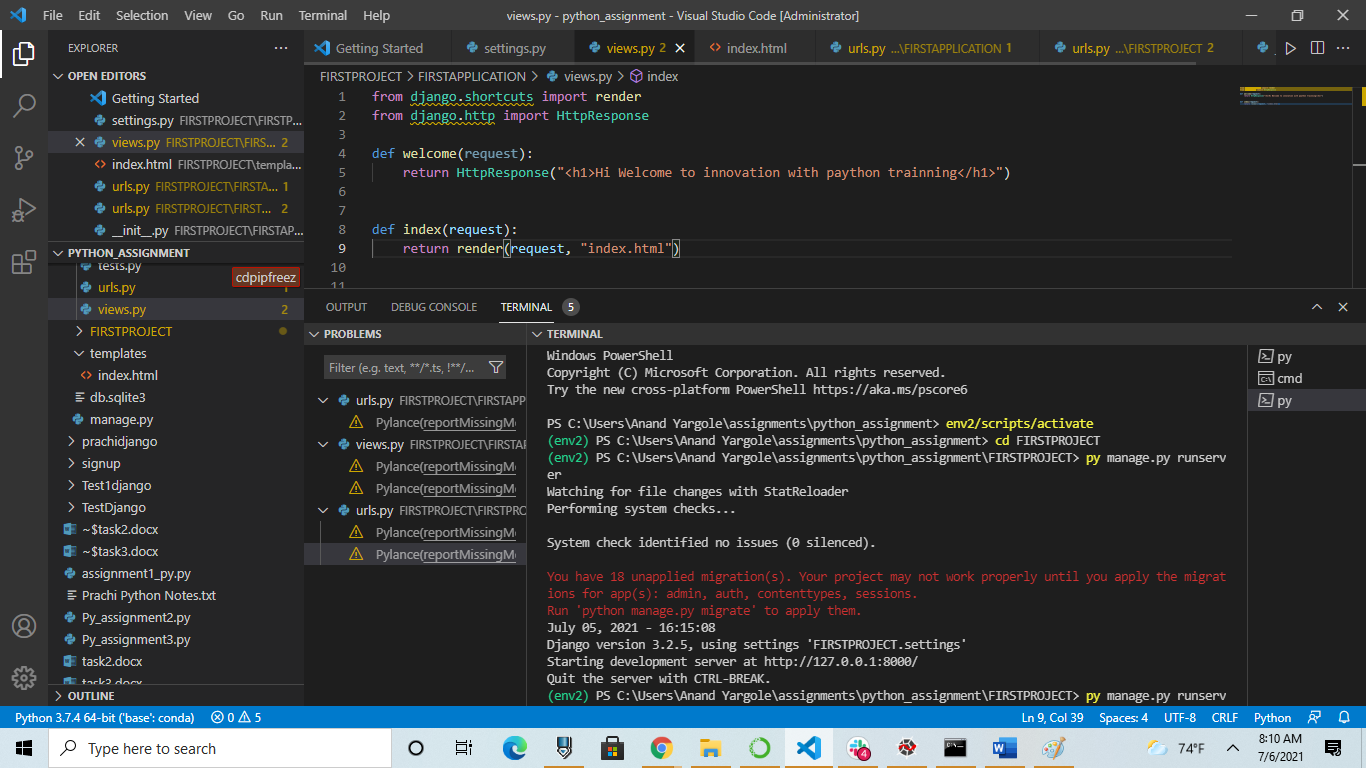 File Edit Selection View Go Run Terminal Help
views.py - python_assignment - Visual Studio Code [Administrator]
EXPLORER
OPEN EDITORS
Getting Started
settings.py FIRSTPROJECT\FIRSTP...
views.py FIRSTPROJECT\FIRS... 2
index.html FIRSTPROJECT\templa...
urls.py FIRSTPROJECT\FIRSTA... 1
urls.py FIRSTPROJECT\FIRST... 2
__init__.py FIRSTPROJECT\FIRSTAP...
PYTHON_ASSIGNMENT
tests.py
cdpipfreez
urls.py 1
views.py 2
FIRSTPROJECT
templates
index.html
db.sqlite3
manage.py
prachidjango
signup
Test1django
TestDjango
~$task2.docx
~$task3.docx
assignment1_py.py
Prachi Python Notes.txt
Py_assignment2.py
Py_assignment3.py
task2.docx
task3.docx
OUTLINE
Getting Started settings.py views.py 2 index.html urls.py ...\FIRSTAPPLICATION 1 urls.py ...\FIRSTPROJECT 2
FIRSTPROJECT > FIRSTAPPLICATION > views.py > index
1 from django.shortcuts import render
2 from django.http import HttpResponse
3
4 def welcome(request):
5 return HttpResponse("<h1>Hi Welcome to innovation with paython trainning</h1>")
6
7
8 def index(request):
9 return render(request, "index.html")
10
11
OUTPUT DEBUG CONSOLE TERMINAL 5
PROBLEMS
Filter (e.g. text, **/*.ts, !**/...
urls.py FIRSTPROJECT\FIRSTAPP
Pylance(reportMissingMo
views.py FIRSTPROJECT\FIRSTAP
Pylance(reportMissingMo
Pylance(reportMissingMo
urls.py FIRSTPROJECT\FIRSTPRO
Pylance(reportMissingMo
Pylance(reportMissingMo
TERMINAL
Windows PowerShell
Copyright (C) Microsoft Corporation. All rights reserved.
Try the new cross-platform PowerShell https://aka.ms/pscore6
PS C:\Users\Anand Yargole\assignments\python_assignment> env2/scripts/activate
(env2) PS C:\Users\Anand Yargole\assignments\python_assignment> cd FIRSTPROJECT
(env2) PS C:\Users\Anand Yargole\assignments\python_assignment\FIRSTPROJECT> py manage.py runserv
er
Watching for file changes with StatReloader
Performing system checks...
System check identified no issues (0 silenced).
You have 18 unapplied migration(s). Your project may not work properly until you apply the migrat
ions for app(s): admin, auth, contenttypes, sessions.
Run 'python manage.py migrate' to apply them.
July 05, 2021 - 16:15:08
Django version 3.2.5, using settings 'FIRSTPROJECT.settings'
Starting development server at http://127.0.0.1:8000/
Quit the server with CTRL-BREAK.
(env2) PS C:\Users\Anand Yargole\assignments\python_assignment\FIRSTPROJECT> py manage.py runserv
py
cmd
py
Python 3.7.4 64-bit ('base': conda) 0 5
Ln 9, Col 39 Spaces: 4 UTF-8 CRLF Python
Type here to search
4
74°F
8:10 AM
7/6/2021